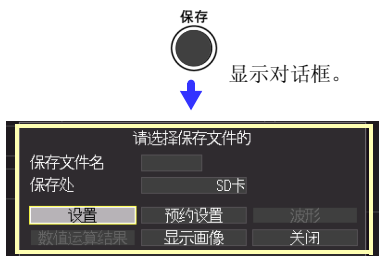 保存
显示对话框。
请选择保存文件的
保存文件名
保存处 SD卡
设置 预约设置 波形
数值运算结果 显示画像 关闭